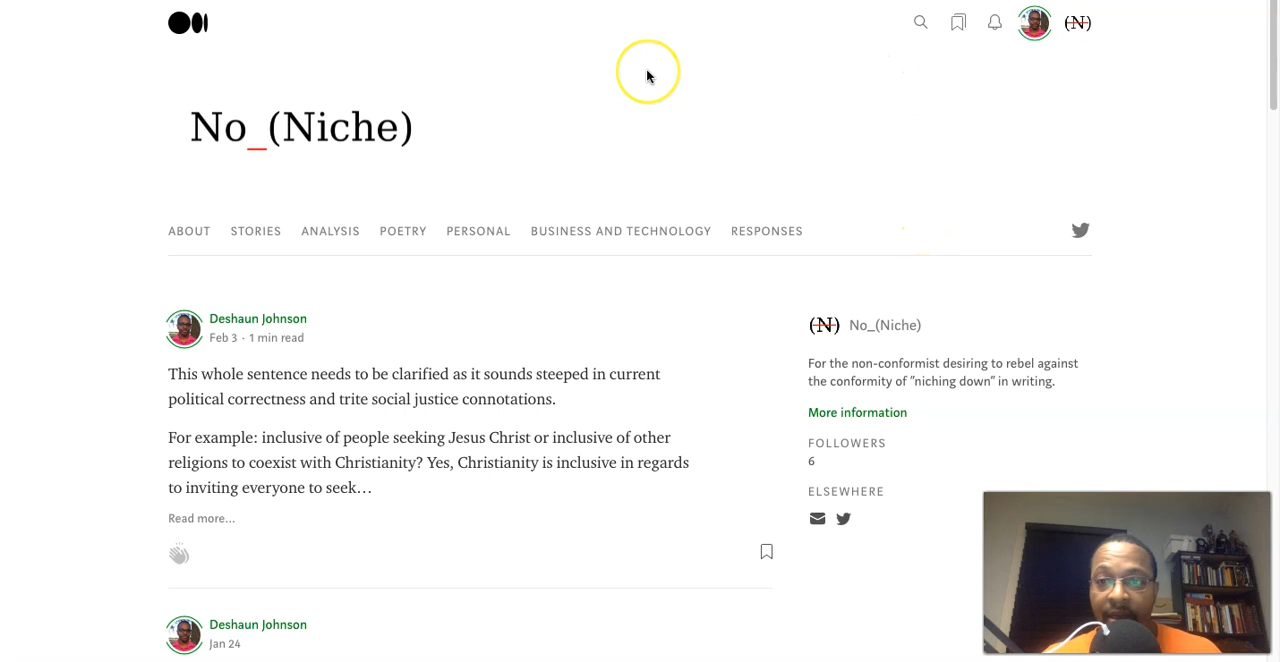 (N)
No_(Niche)
ABOUT STORIES ANALYSIS POETRY PERSONAL BUSINESS AND TECHNOLOGY RESPONSES
Deshaun Johnson
Feb 3 · 1 min read
This whole sentence needs to be clarified as it sounds steeped in current
political correctness and trite social justice connotations.
For example: inclusive of people seeking Jesus Christ or inclusive of other
religions to coexist with Christianity? Yes, Christianity is inclusive in regards
to inviting everyone to seek…
Read more…
Deshaun Johnson
Jan 24
(N) No_(Niche)
For the non-conformist desiring to rebel against
the conformity of "niching down" in writing.
More information
FOLLOWERS
6
ELSEWHERE